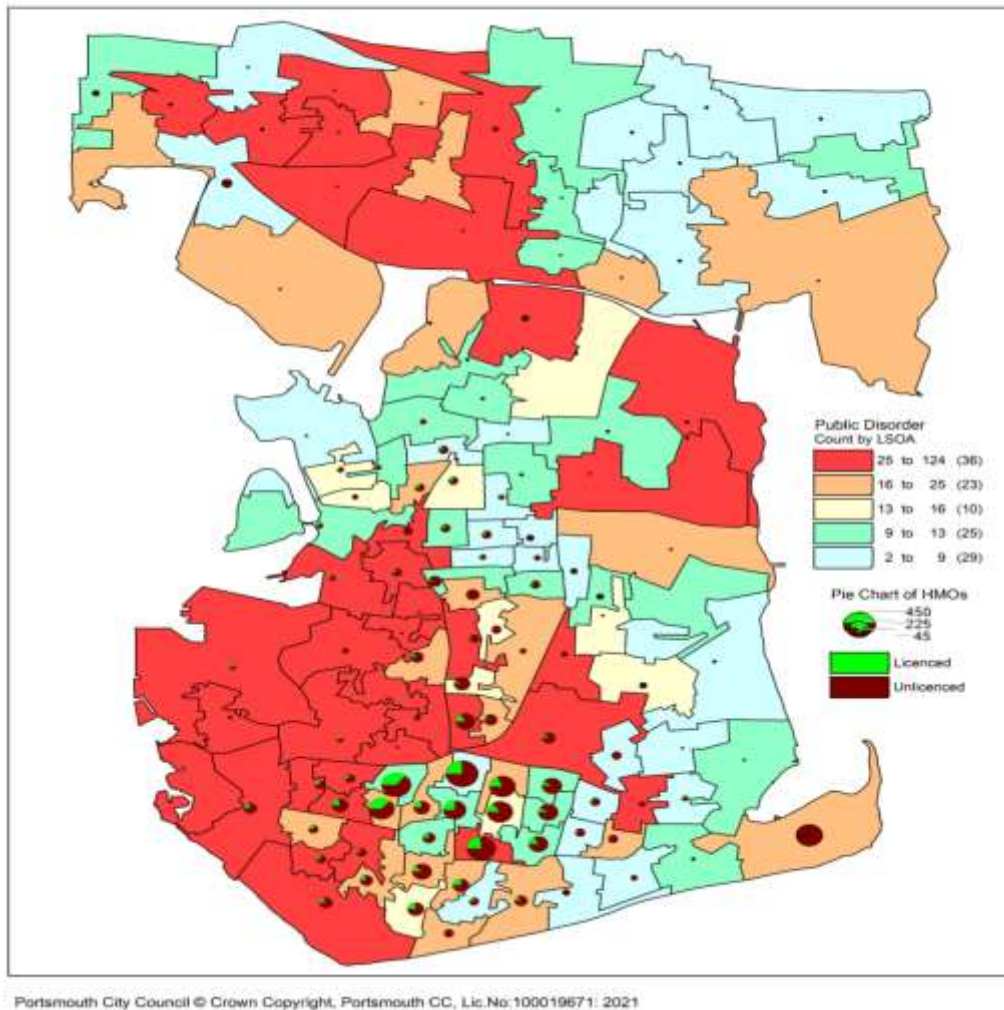 Public Disorder
Count by LSOA
25 to 124 (36)
16 to 25 (23)
13 to 16 (10)
9 to 13 (25)
2 to 9 (29)
Pie Chart of HMOs
450
225
45
Licenced
Unlicenced
Portsmouth City Council © Crown Copyright, Portsmouth CC, Lic.No:100019671: 2021